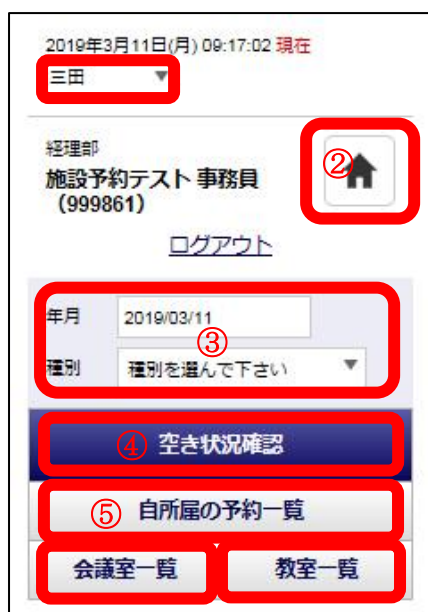 2019年3月11日(月) 09:17:02 現在
三田 ▼
経理部
施設予約テスト 事務員
（999861）
②
ログアウト
年月 2019/03/11
③
種別 種別を選んで下さい ▼
④ 空き状況確認
⑤ 自所屋の予約一覧
会議室一覧 教室一覧